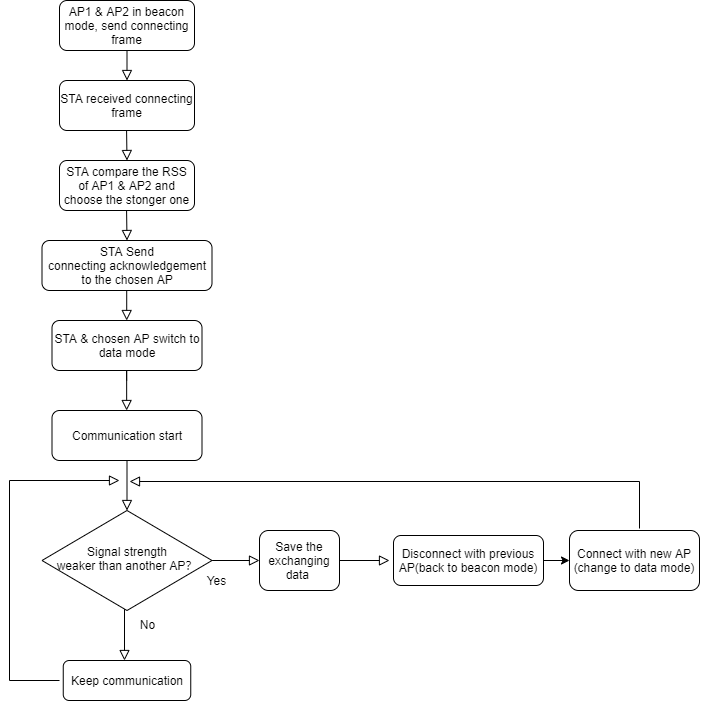 AP1 & AP2 in beacon
mode, send connecting
frame
STA received connecting
frame
STA compare the RSS
of AP1 & AP2 and
choose the stonger one
STA Send
connecting acknowledgement
to the chosen AP
STA & chosen AP switch to
data mode
Communication start
Signal strength
weaker than another AP?
Yes
Save the
exchanging
data
Disconnect with previous
AP(back to beacon mode)
Connect with new AP
(change to data mode)
No
Keep communication